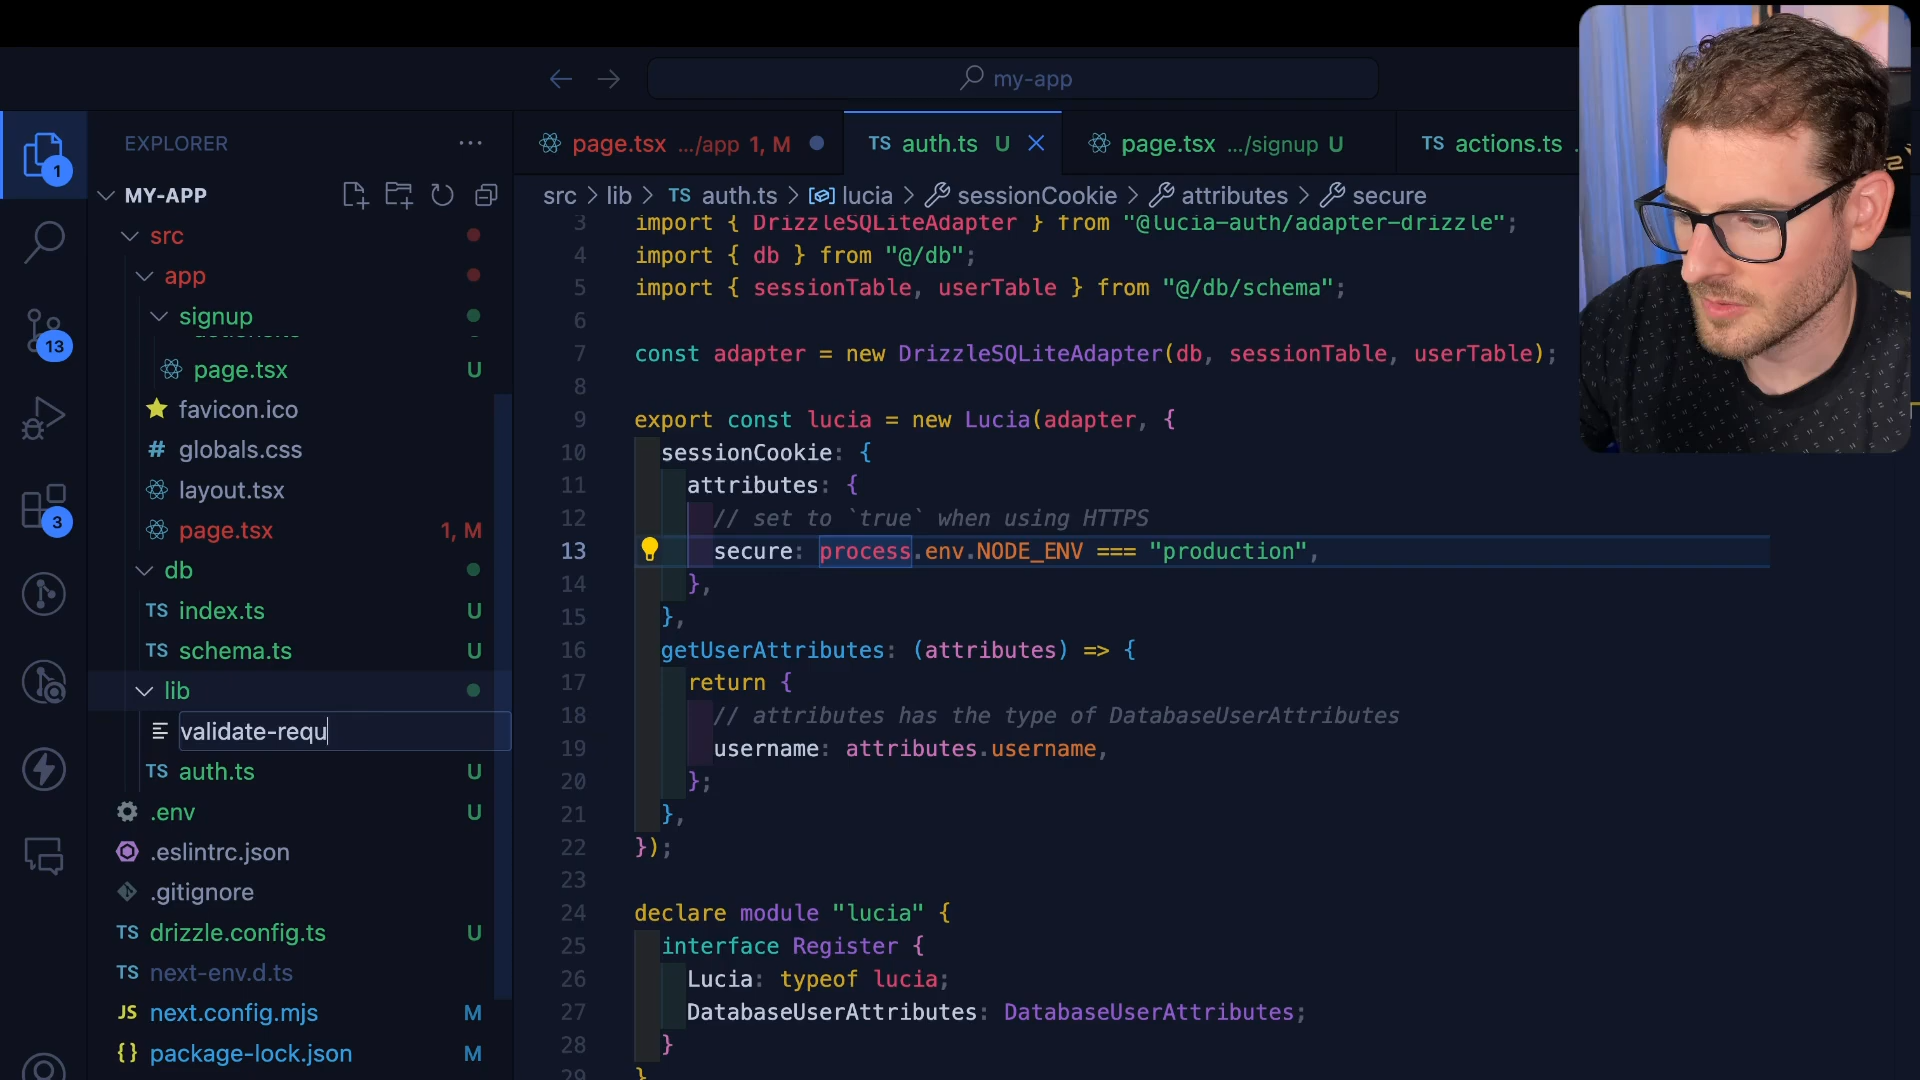 my-app
EXPLORER
page.tsx .../app 1, M
TS auth.ts U
page.tsx .../signup U
TS actions.ts
1
MY-APP
src > lib > TS auth.ts > lucia > sessionCookie > attributes > secure
src
app
signup
page.tsx U
favicon.ico
# globals.css
layout.tsx
page.tsx 1, M
db
TS index.ts U
TS schema.ts U
lib
validate-requ
TS auth.ts U
.env U
.eslintrc.json
.gitignore
TS drizzle.config.ts U
TS next-env.d.ts
JS next.config.mjs M
{} package-lock.json M
13
3
3 import { DrizzleSQLiteAdapter } from "@lucia-auth/adapter-drizzle";
4 import { db } from "@/db";
5 import { sessionTable, userTable } from "@/db/schema";
6
7 const adapter = new DrizzleSQLiteAdapter(db, sessionTable, userTable);
8
9 export const lucia = new Lucia(adapter, {
10 sessionCookie: {
11 attributes: {
12 // set to `true` when using HTTPS
13 secure: process.env.NODE_ENV === "production",
14 },
15 },
16 getUserAttributes: (attributes) => {
17 return {
18 // attributes has the type of DatabaseUserAttributes
19 username: attributes.username,
20 };
21 },
22 });
23
24 declare module "lucia" {
25 interface Register {
26 Lucia: typeof lucia;
27 DatabaseUserAttributes: DatabaseUserAttributes;
28 }
29 }